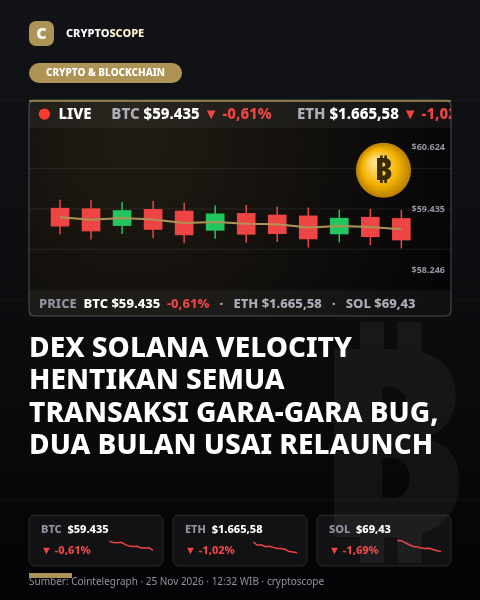 C CRYPTOSCOPE
CRYPTO & BLOCKCHAIN
LIVE BTC $59.435 ▼ -0,61% ETH $1.665,58 ▼ -1,02
$60.624
$59.435
$58.246
PRICE BTC $59.435 -0,61% · ETH $1.665,58 · SOL $69,43
DEX SOLANA VELOCITY
HENTIKAN SEMUA
TRANSAKSI GARA-GARA BUG,
DUA BULAN USAI RELAUNCH
BTC $59.435
▼ -0,61%
ETH $1.665,58
▼ -1,02%
SOL $69,43
▼ -1,69%
Sumber: Cointelegraph · 25 Nov 2026 · 12:32 WIB · cryptoscope